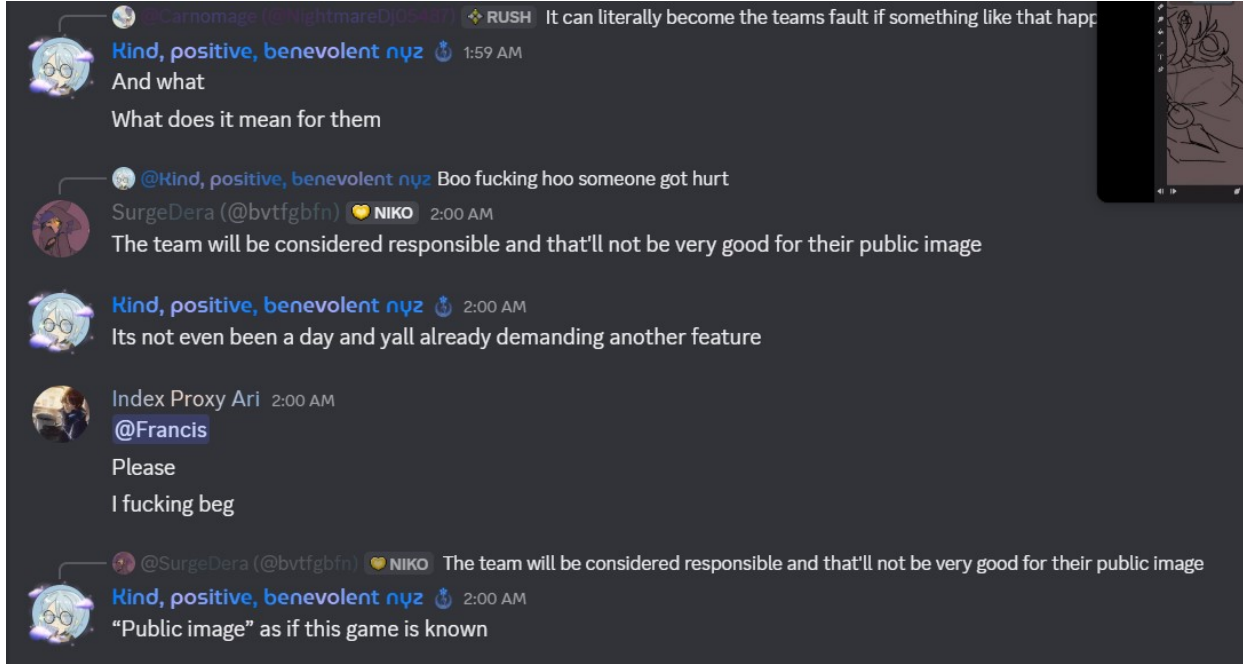 @Carnomage (@NightmareDj05487) RUSH It can literally become the teams fault if something like that happ
Kind, positive, benevolent nyz 1:59 AM
And what
What does it mean for them
@Kind, positive, benevolent nyz Boo fucking hoo someone got hurt
SurgeDera (@bvtfgbfn) NIKO 2:00 AM
The team will be considered responsible and that'll not be very good for their public image
Kind, positive, benevolent nyz 2:00 AM
Its not even been a day and yall already demanding another feature
Index Proxy Ari 2:00 AM
@Francis
Please
I fucking beg
@SurgeDera (@bvtfgbfn) NIKO The team will be considered responsible and that'll not be very good for their public image
Kind, positive, benevolent nyz 2:00 AM
“Public image” as if this game is known